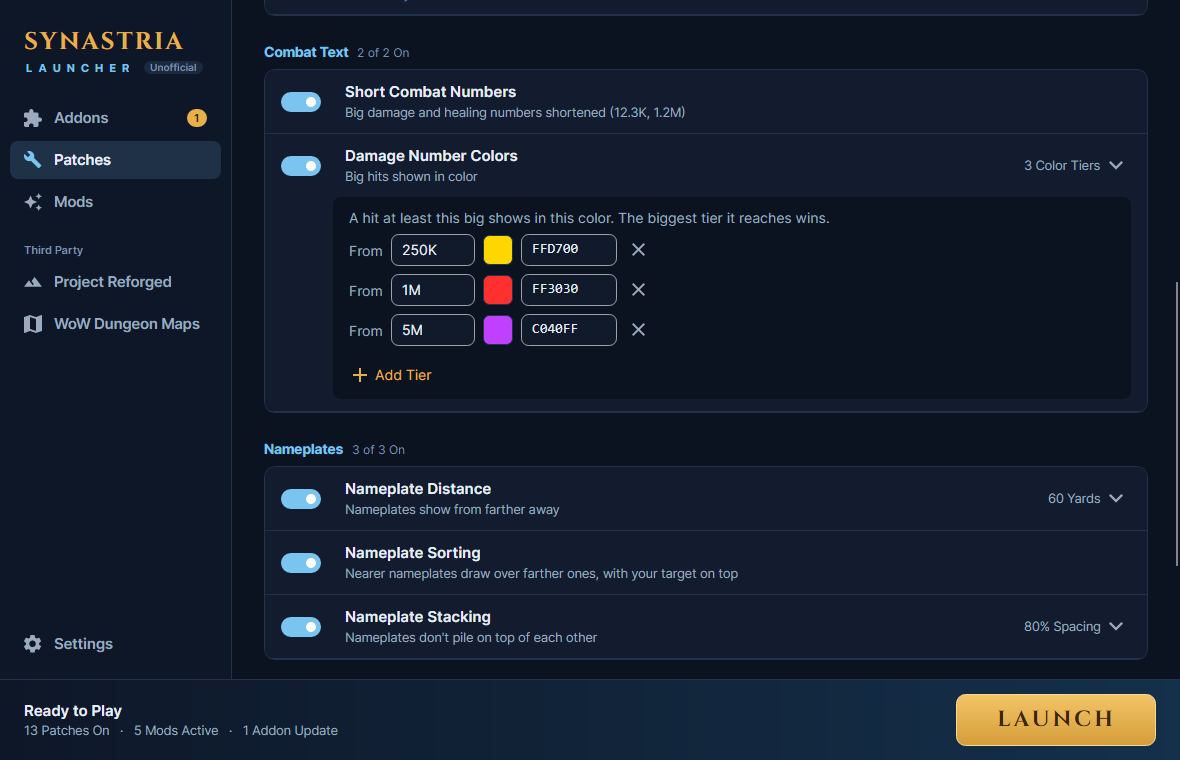 SYNASTRIA
LAUNCHER Unofficial
Addons 1
Patches
Mods
Third Party
Project Reforged
WoW Dungeon Maps
Settings
Combat Text 2 of 2 On
Short Combat Numbers
Big damage and healing numbers shortened (12.3K, 1.2M)
Damage Number Colors
Big hits shown in color
3 Color Tiers
A hit at least this big shows in this color. The biggest tier it reaches wins.
From 250K FFD700
From 1M FF3030
From 5M C040FF
Add Tier
Nameplates 3 of 3 On
Nameplate Distance
Nameplates show from farther away
60 Yards
Nameplate Sorting
Nearer nameplates draw over farther ones, with your target on top
Nameplate Stacking
Nameplates don't pile on top of each other
80% Spacing
Ready to Play
13 Patches On · 5 Mods Active · 1 Addon Update
LAUNCH